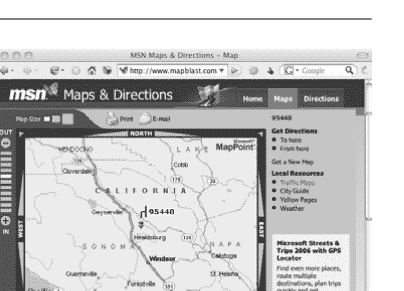 MSN Maps & Directions - Map
http://www.mapblast.com
Google
msn Maps & Directions
Home Maps Directions
Map Size
Print
E-mail
95448
OUT
NORTH
Get Directions
To here
From here
Get a New Map
Local Resources
Traffic Maps
City Guide
Yellow Pages
Weather
MENDOCINO
LAKE
MapPoint
Cobb
Cloverdale
175
29
CALIFORNIA
Geyserville
95448
128
Healdsburg
SONOMA
NAPA
Windsor
Calistoga
IN
WEST
EAST
Guerneville
St. Helena
Forestville
101
Microsoft Streets &
Trips 2006 with GPS
Locator
Find even more places,
route multiple
destinations, plan trips